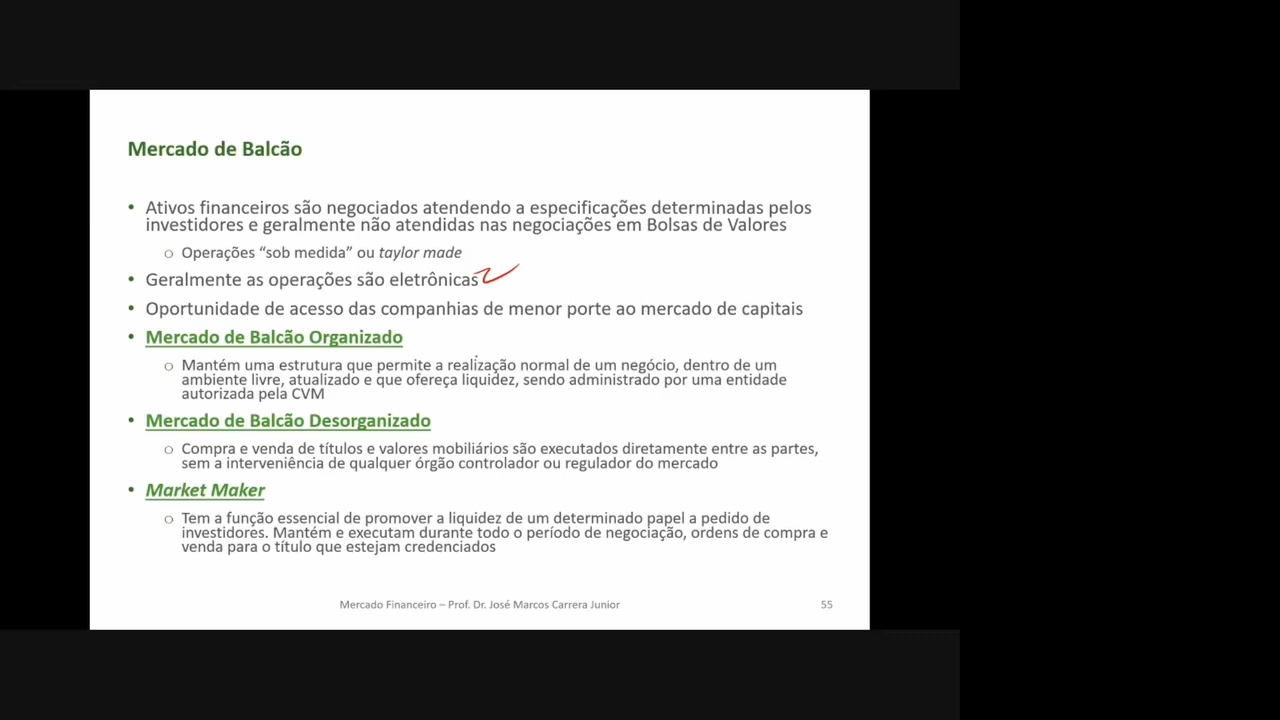 Mercado de Balcão
• Ativos financeiros são negociados atendendo a especificações determinadas pelos
investidores e geralmente não atendidas nas negociações em Bolsas de Valores
○ Operações “sob medida” ou taylor made
• Geralmente as operações são eletrônicas
• Oportunidade de acesso das companhias de menor porte ao mercado de capitais
• Mercado de Balcão Organizado
○ Mantém uma estrutura que permite a realização normal de um negócio, dentro de um
ambiente livre, atualizado e que ofereça liquidez, sendo administrado por uma entidade
autorizada pela CVM
• Mercado de Balcão Desorganizado
○ Compra e venda de títulos e valores mobiliários são executados diretamente entre as partes,
sem a interveniência de qualquer órgão controlador ou regulador do mercado
• Market Maker
○ Tem a função essencial de promover a liquidez de um determinado papel a pedido de
investidores. Mantém e executam durante todo o período de negociação, ordens de compra e
venda para o título que estejam credenciados
Mercado Financeiro – Prof. Dr. José Marcos Carrera Junior
55